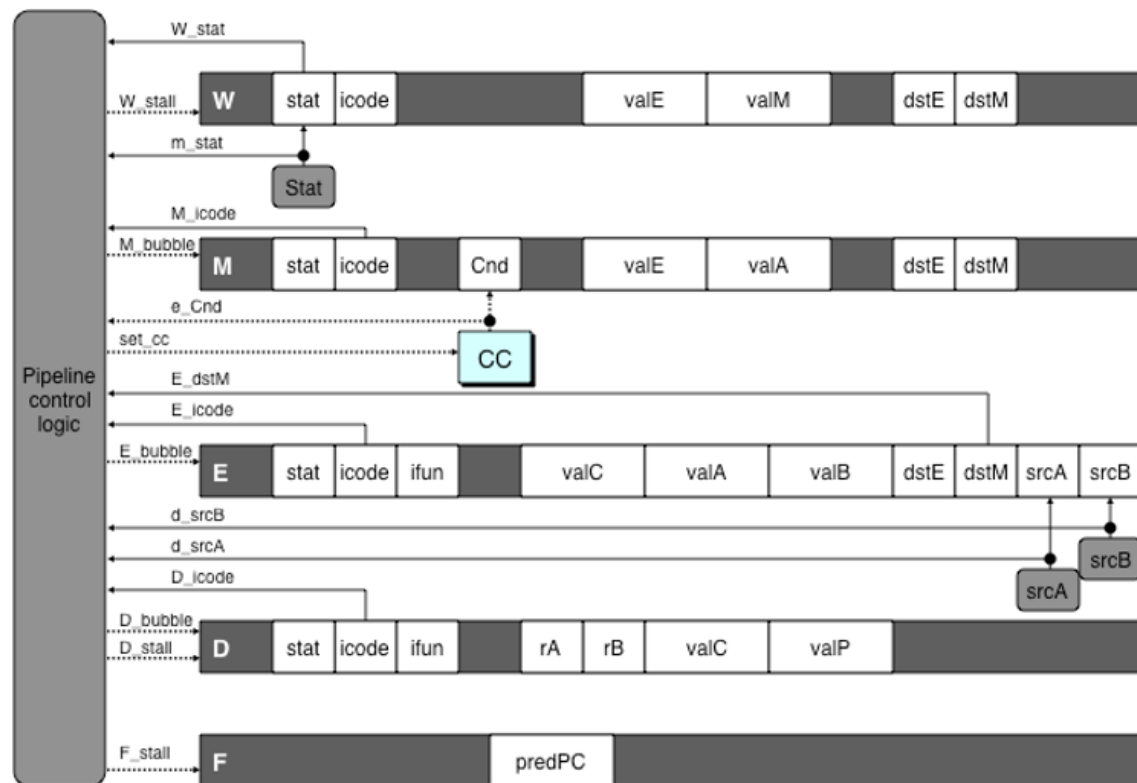 W_stat
W_stall
W stat icode valE valM dstE dstM
m_stat
Stat
M_icode
M_bubble
M stat icode Cnd valE valA dstE dstM
e_Cnd
set_cc
CC
Pipeline
control
logic
E_dstM
E_icode
E_bubble
E stat icode ifun valC valA valB dstE dstM srcA srcB
d_srcB
d_srcA
srcB
srcA
D_icode
D_bubble
D_stall
D stat icode ifun rA rB valC valP
F_stall
F predPC